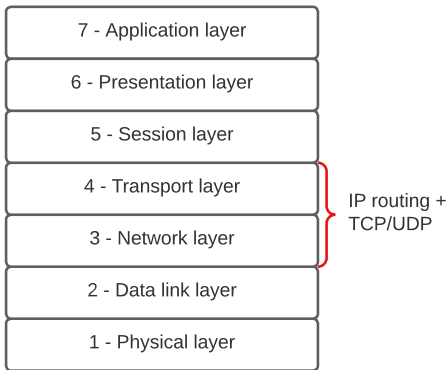 7 - Application layer
6 - Presentation layer
5 - Session layer
4 - Transport layer
3 - Network layer
IP routing +
TCP/UDP
2 - Data link layer
1 - Physical layer